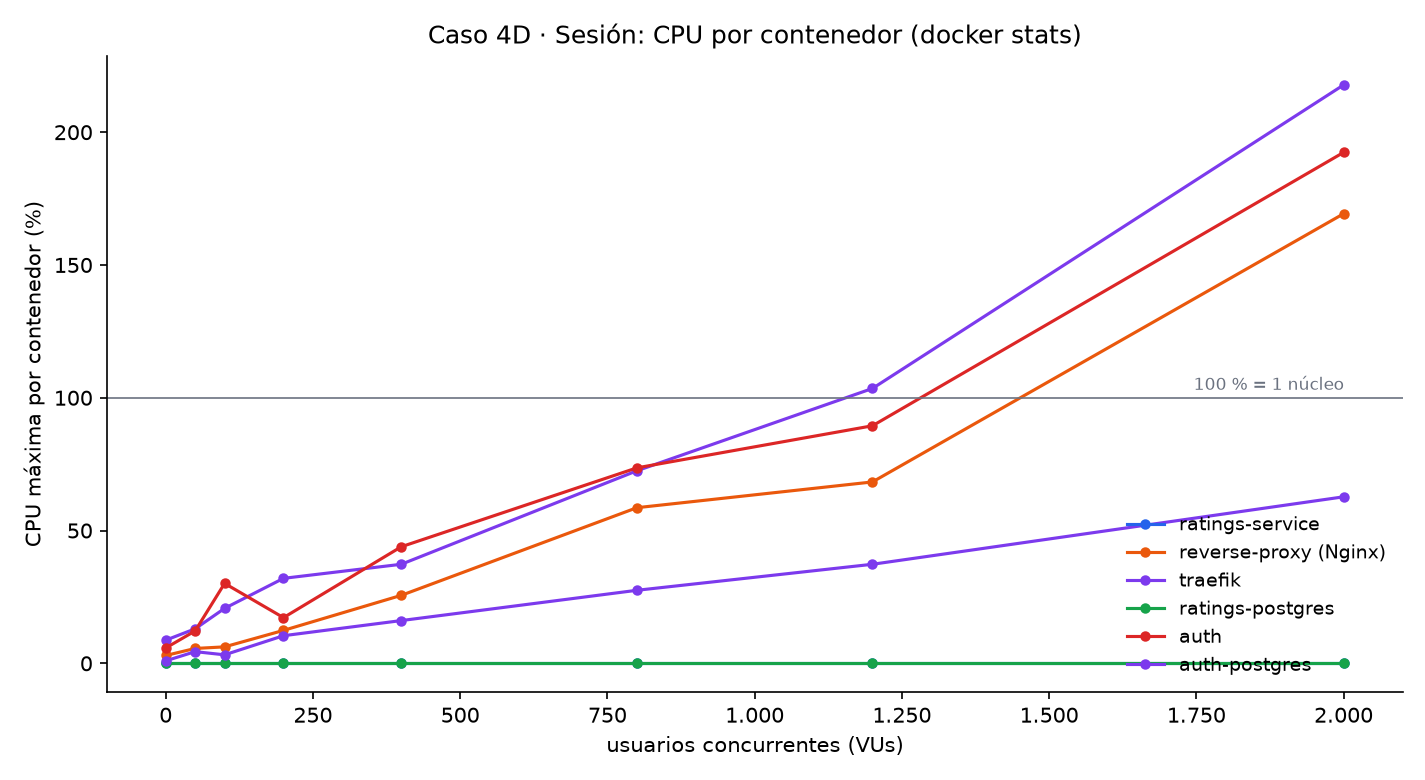 Caso 4D · Sesión: CPU por contenedor (docker stats)
CPU máxima por contenedor (%)
200
150
100
50
0
100 % = 1 núcleo
ratings-service
reverse-proxy (Nginx)
traefik
ratings-postgres
auth
auth-postgres
0 250 500 750 1.000 1.250 1.500 1.750 2.000
usuarios concurrentes (VUs)